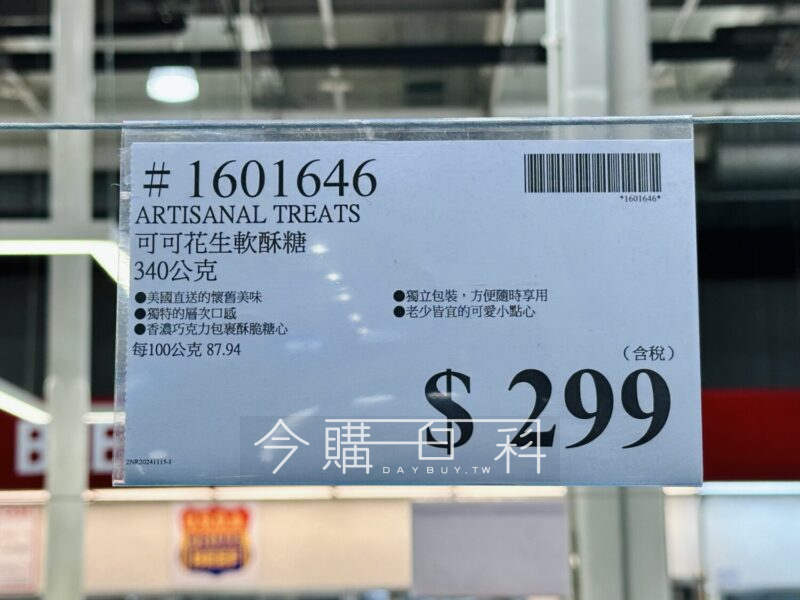 # 1601646
*1601646*
ARTISANAL TREATS
可可花生軟酥糖
340公克
●美國直送的懷舊美味
●獨特的層次口感
●香濃巧克力包裹酥脆糖心
●獨立包裝，方便隨時享用
●老少皆宜的可愛小點心
每100公克 87.94
(含稅)
$ 299
2NR20241115-J
今購百科
DAYBUY.TW
PRIME
BEEF